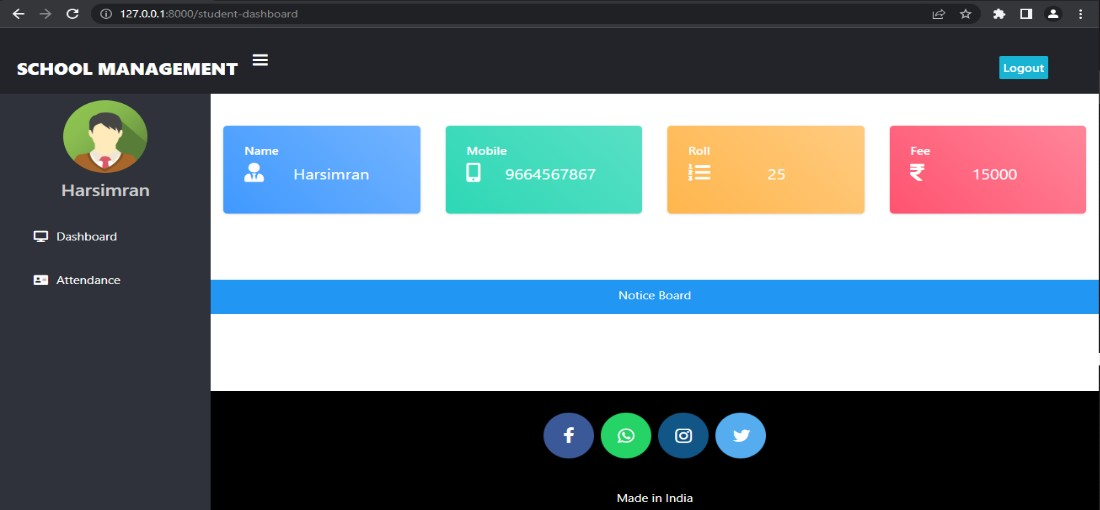 127.0.0.1:8000/student-dashboard
SCHOOL MANAGEMENT
Logout
Harsimran
Dashboard
Attendance
Name
Harsimran
Mobile
9664567867
Roll
25
Fee
15000
Notice Board
Made in India